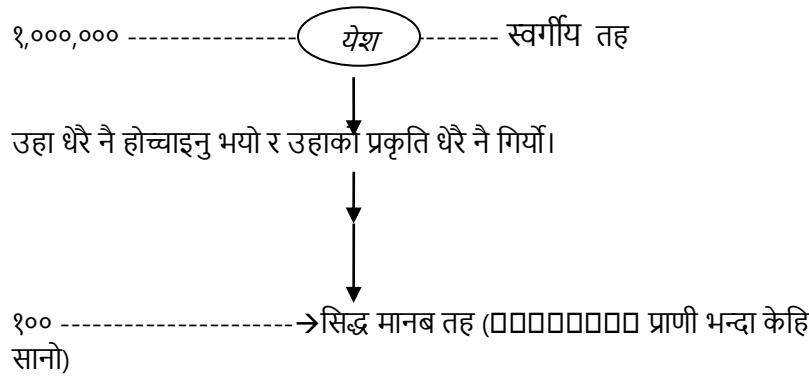 १,०००,००० ---------------- येश ------- स्वर्गीय तह
उहा धेरै नै होच्चाइनु भयो र उहाको प्रकृति धेरै नै गिर्यो।
१०० ----------------------→सिद्ध मानब तह (□□□□□□□□ प्राणी भन्दा केहि
सानो)